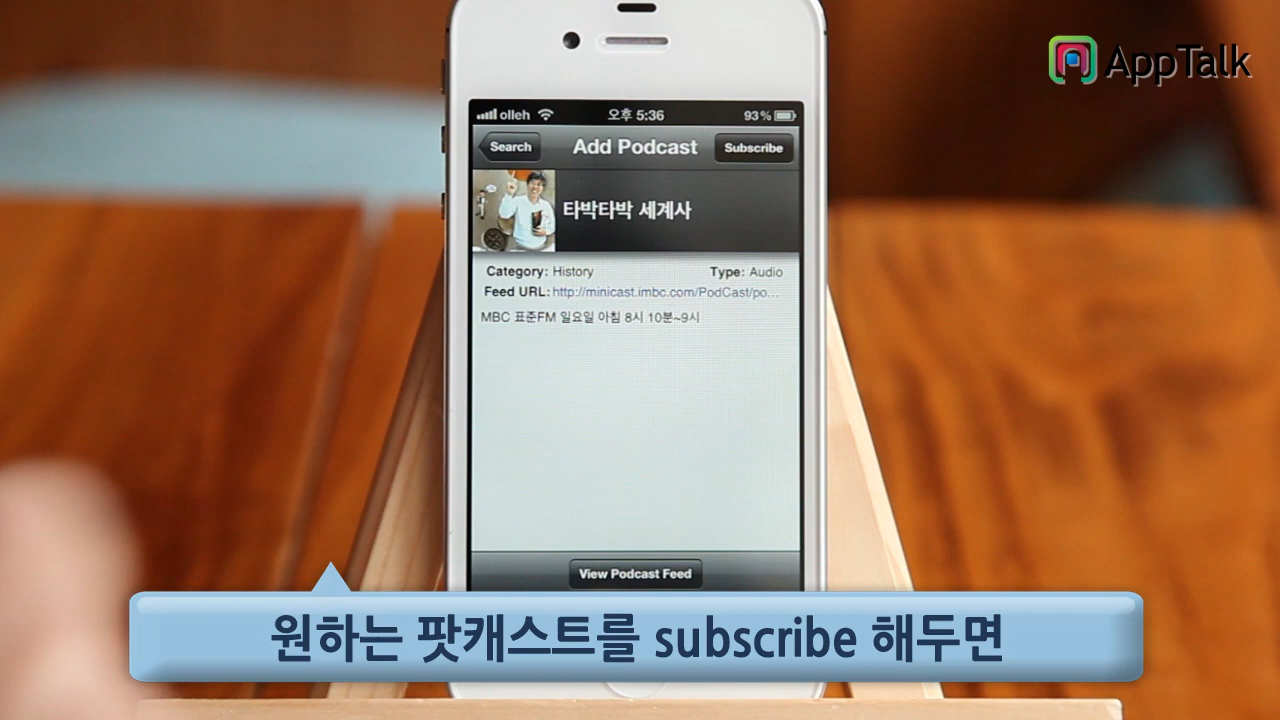 AppTalk
olleh 오후 5:36 93%
Search Add Podcast Subscribe
타박타박 세계사
Category: History Type: Audio
Feed URL: http://minicast.imbc.com/PodCast/po...
MBC 표준FM 일요일 아침 8시 10분~9시
View Podcast Feed
원하는 팟캐스트를 subscribe 해두면